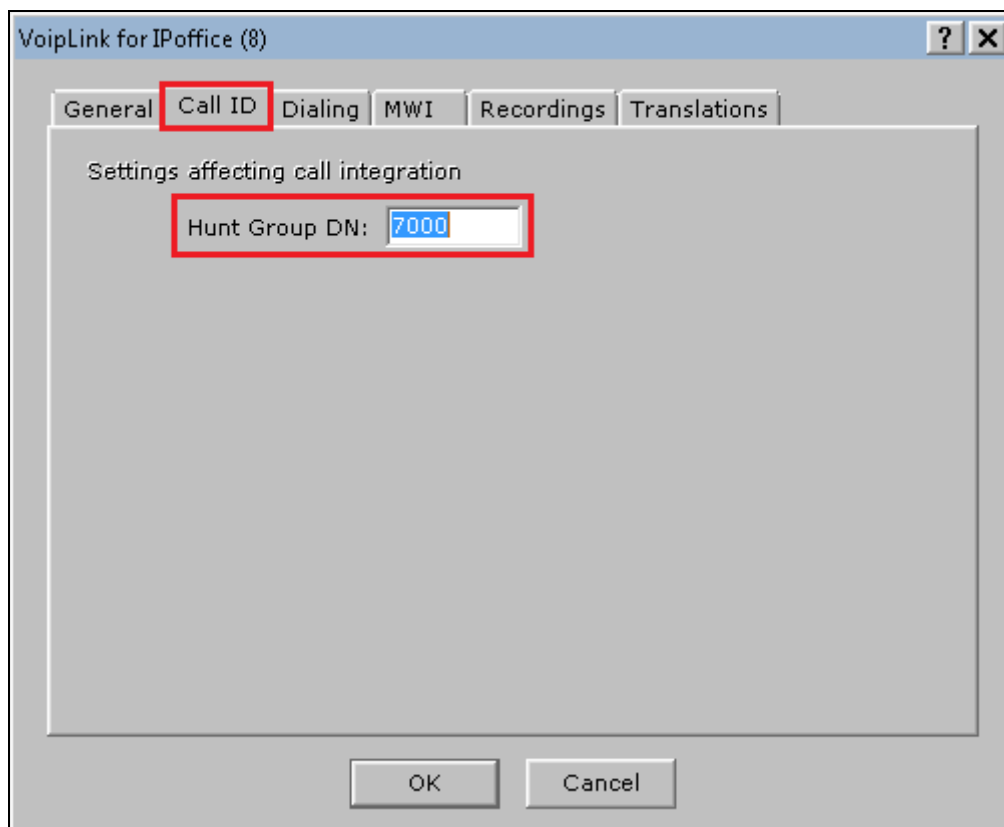 VoipLink for IPoffice (8) ? X
General Call ID Dialing MWI Recordings Translations
Settings affecting call integration
Hunt Group DN: 7000
OK Cancel